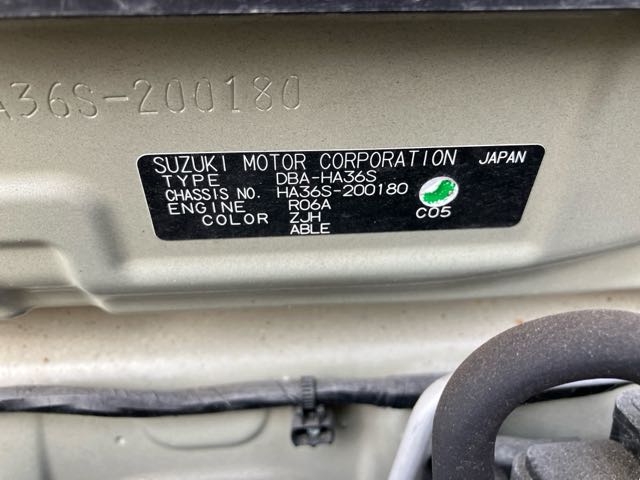 A36S-200180
SUZUKI MOTOR CORPORATION JAPAN
TYPE DBA-HA36S
CHASSIS NO. HA36S-200180
ENGINE R06A
COLOR ZJH
ABLE
C05